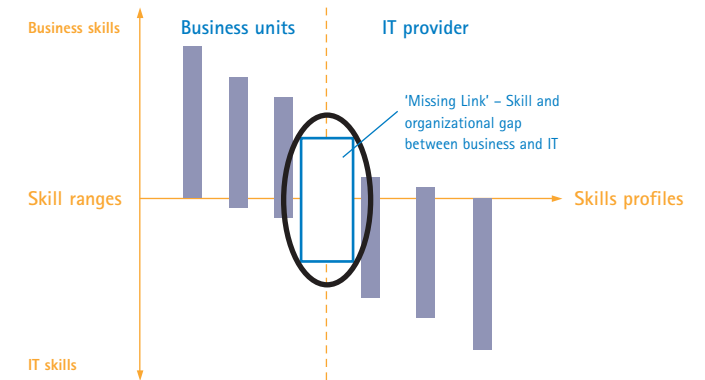 Business skills
Business units
IT provider
'Missing Link' – Skill and
organizational gap
between business and IT
Skill ranges
Skills profiles
IT skills